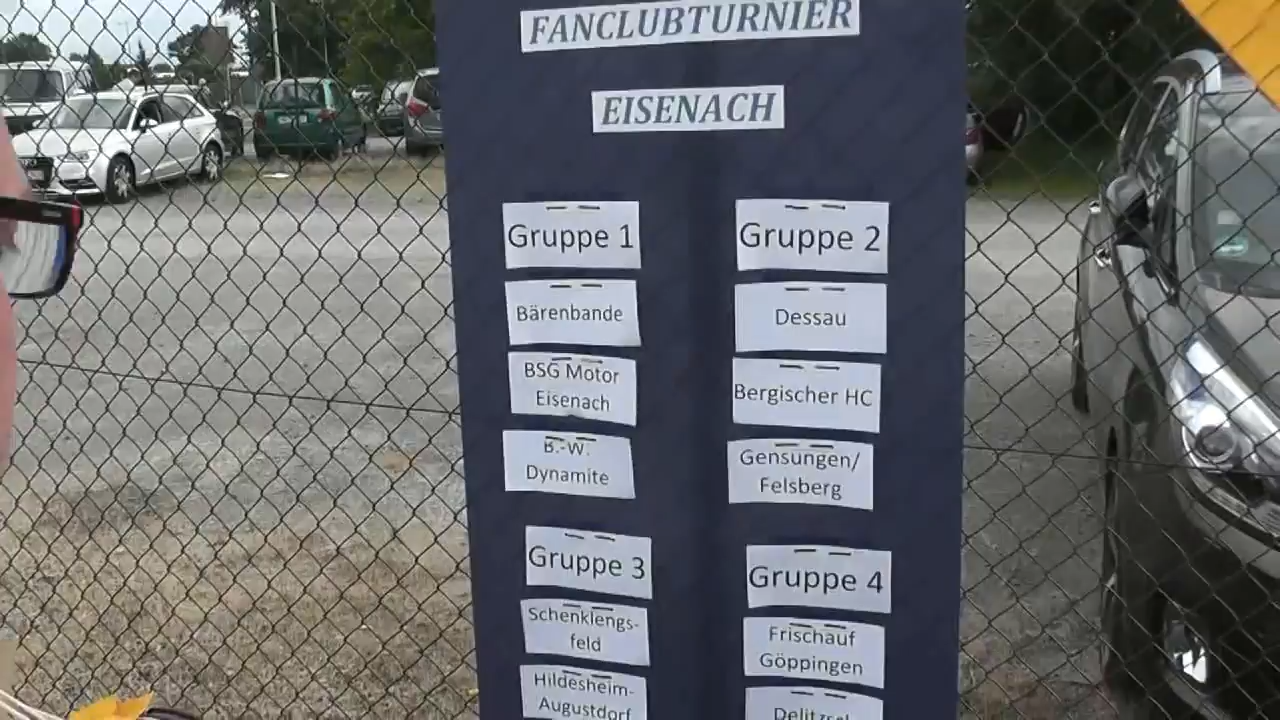 FANCLUBTURNIER
EISENACH
Gruppe 1
Bärenbande
BSG Motor
Eisenach
B.-W.
Dynamite
Gruppe 2
Dessau
Bergischer HC
Gensungen/
Felsberg
Gruppe 3
Schenklengs-
feld
Hildesheim-
Augustdorf
Gruppe 4
Frischauf
Göppingen